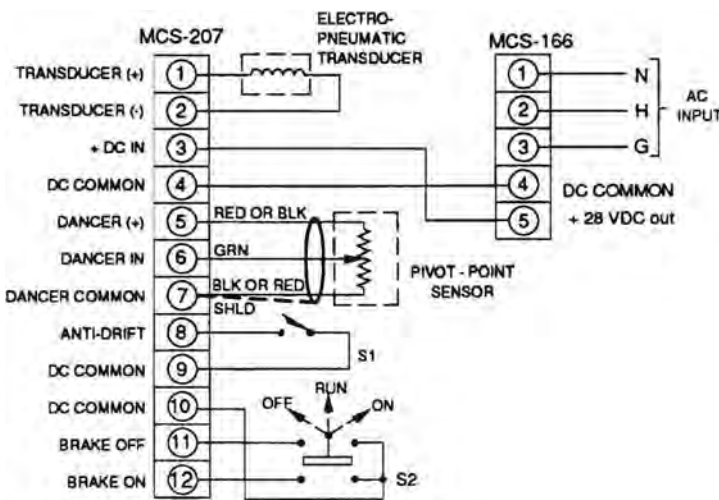 MCS-207
ELECTRO-
PNEUMATIC
TRANSDUCER
TRANSDUCER (+)
1
TRANSDUCER (-)
2
+ DC IN
3
DC COMMON
4
DANCER (+)
5
RED OR BLK
DANCER IN
6
GRN
DANCER COMMON
7
BLK OR RED
SHLD
PIVOT - POINT
SENSOR
ANTI-DRIFT
8
S1
DC COMMON
9
DC COMMON
10
OFF
RUN
ON
BRAKE OFF
11
BRAKE ON
12
S2
MCS-166
1
N
2
H
3
G
AC
INPUT
4
DC COMMON
5
+ 28 VDC out